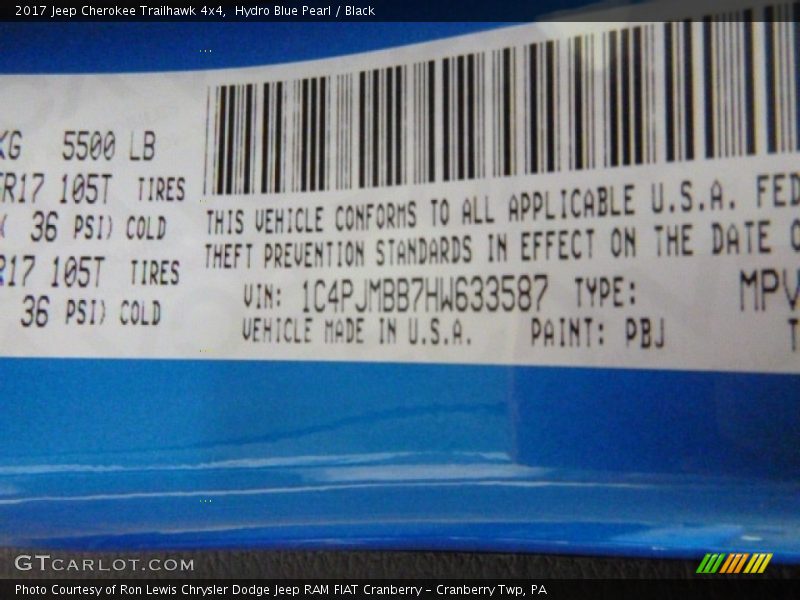 2017 Jeep Cherokee Trailhawk 4x4, Hydro Blue Pearl / Black
KG 5500 LB
R17 105T TIRES
( 36 PSI) COLD
R17 105T TIRES
36 PSI) COLD
THIS VEHICLE CONFORMS TO ALL APPLICABLE U.S.A. FED
THEFT PREVENTION STANDARDS IN EFFECT ON THE DATE O
VIN: 1C4PJMBB7HW633587 TYPE: MPV
VEHICLE MADE IN U.S.A. PAINT: PBJ T
GTCARLOT.COM
Photo Courtesy of Ron Lewis Chrysler Dodge Jeep RAM FIAT Cranberry – Cranberry Twp, PA